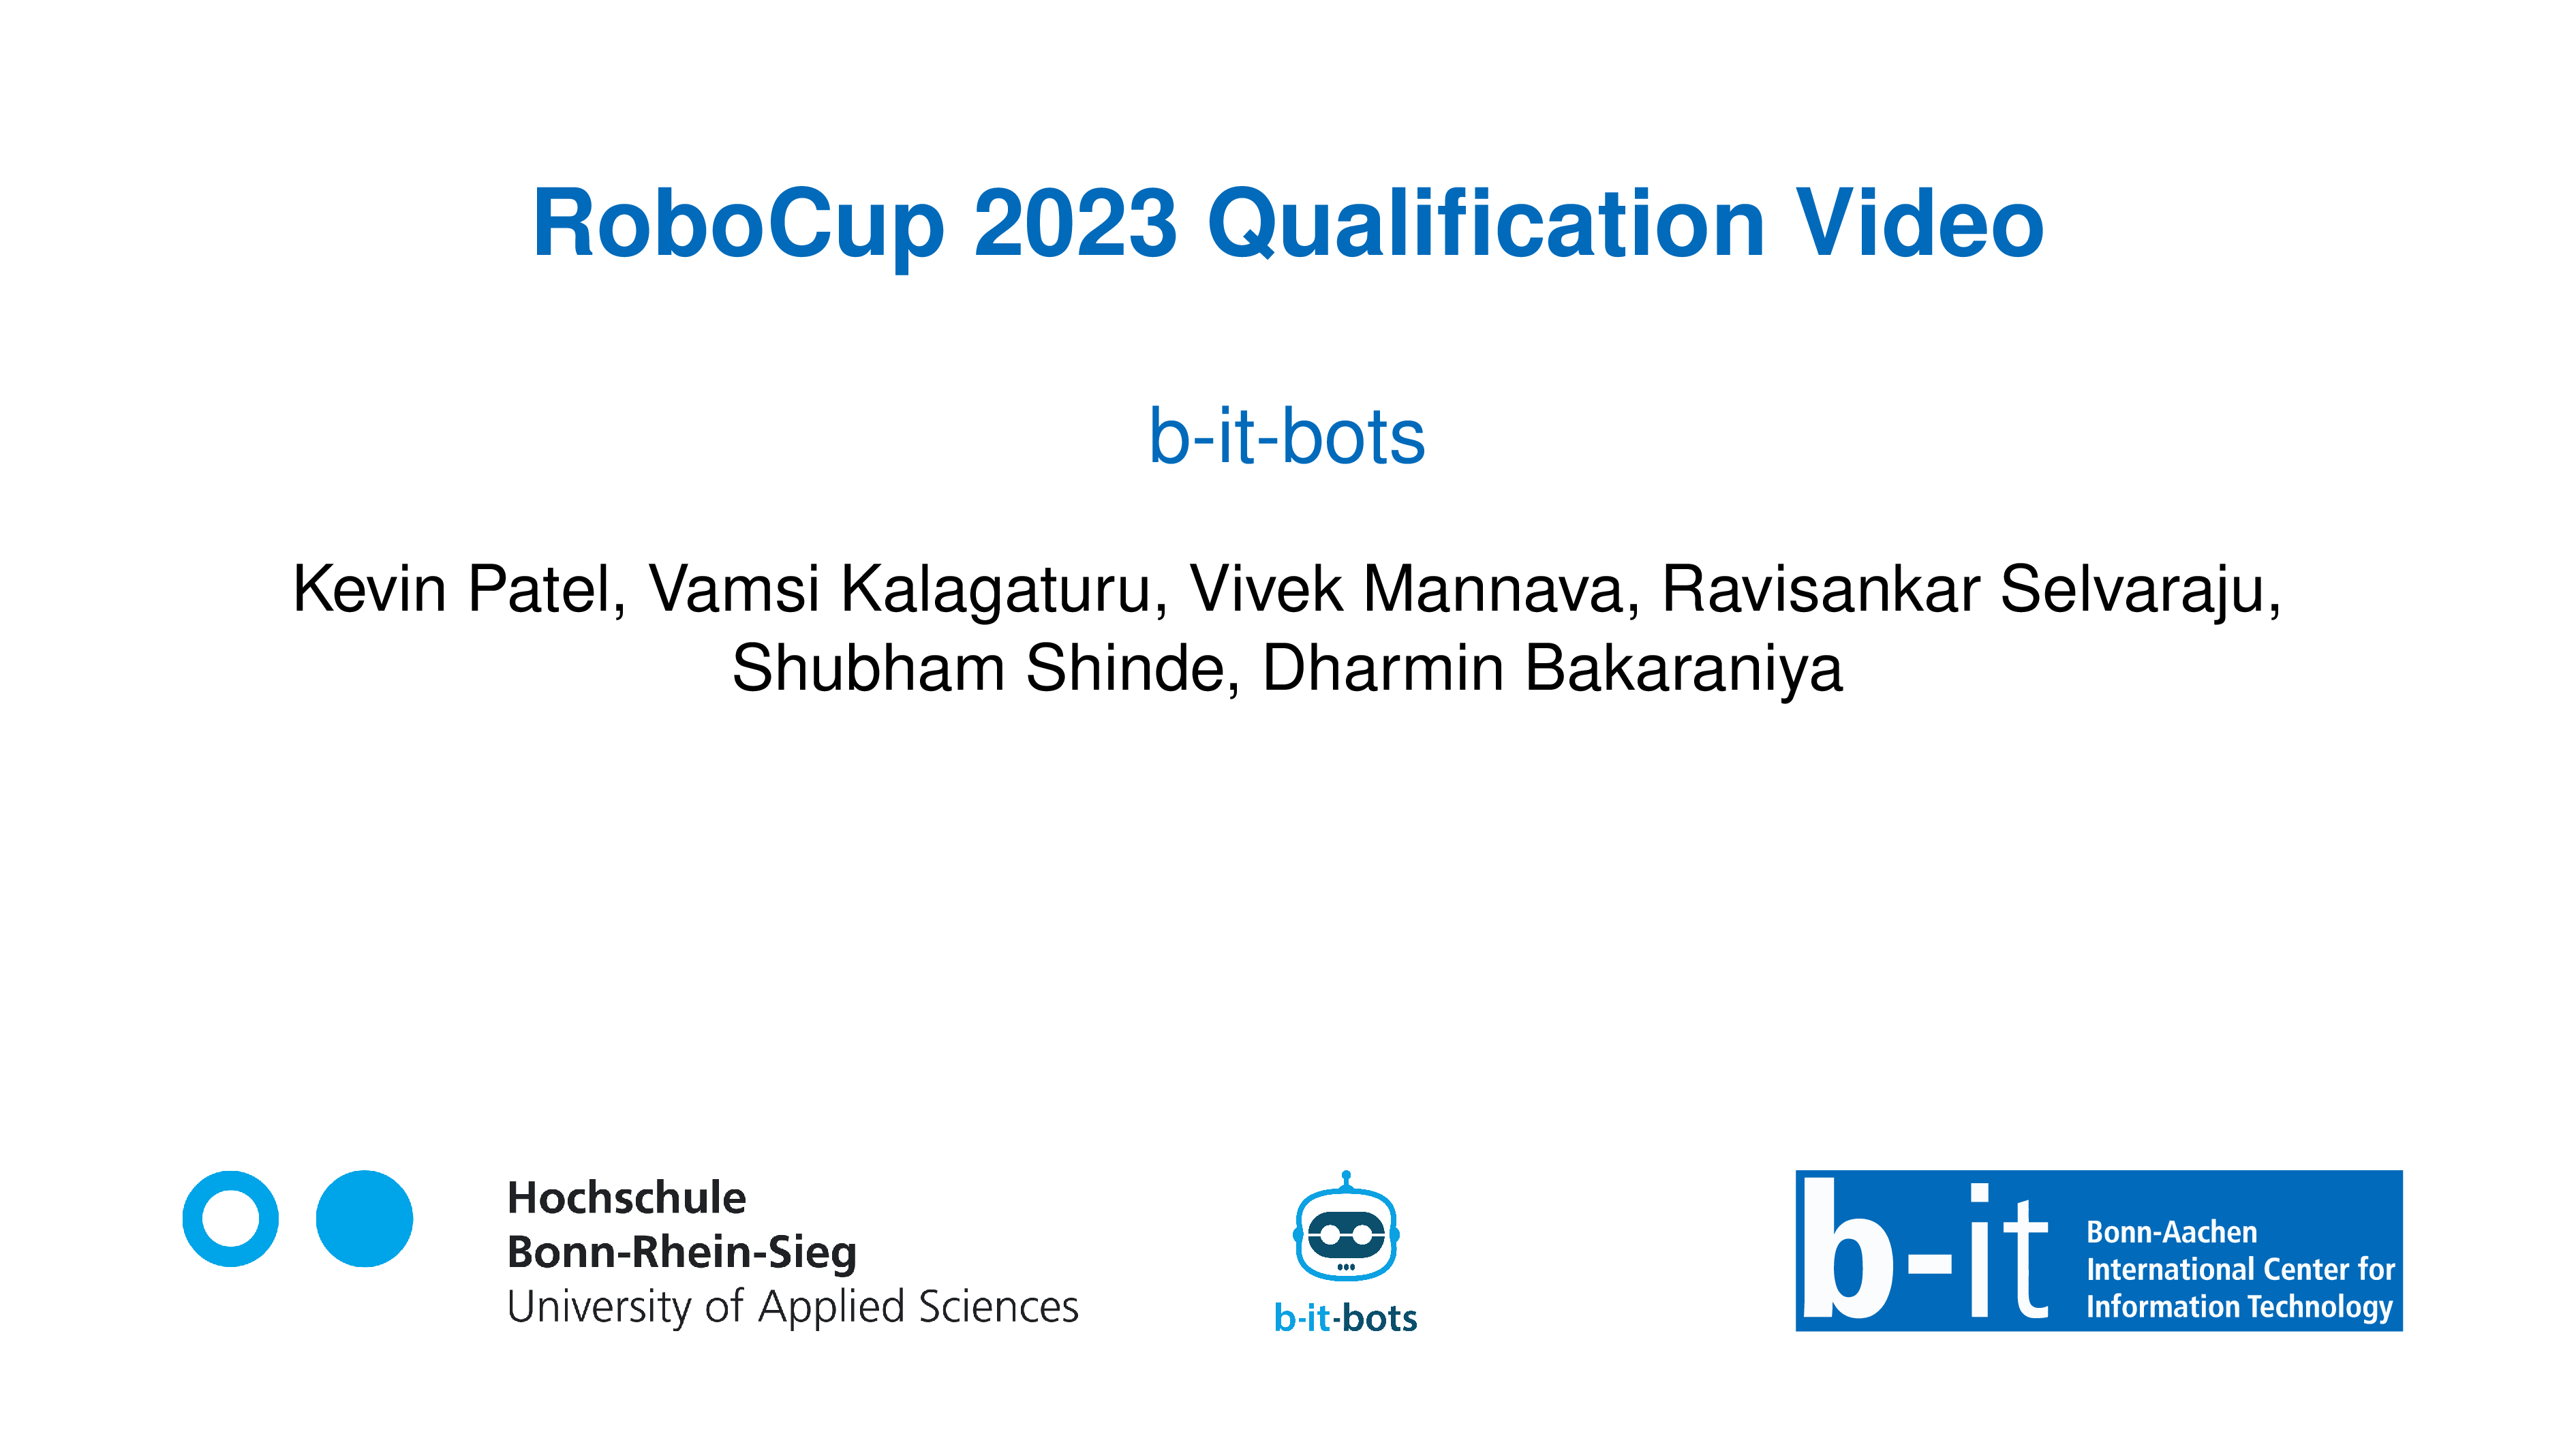 RoboCup 2023 Qualification Video
b-it-bots
Kevin Patel, Vamsi Kalagaturu, Vivek Mannava, Ravisankar Selvaraju,
Shubham Shinde, Dharmin Bakaraniya
Hochschule
Bonn-Rhein-Sieg
University of Applied Sciences
b-it-bots
b-it
Bonn-Aachen
International Center for
Information Technology